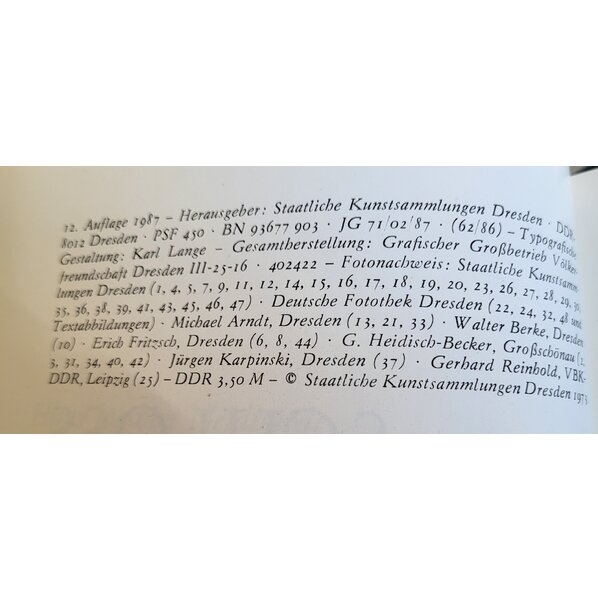 12. Auflage 1987 – Herausgeber: Staatliche Kunstsammlungen Dresden · DDR,
8012 Dresden · PSF 450 · BN 93677 903 · JG 71/02/87 · (62/86) – Typografische
Gestaltung: Karl Lange – Gesamtherstellung: Grafischer Großbetrieb Völker-
freundschaft Dresden III-25-16 · 402422 – Fotonachweis: Staatliche Kunstsamm-
lungen Dresden (1, 4, 5, 7, 9, 11, 12, 14, 15, 16, 17, 18, 19, 20, 23, 26, 27, 28, 29, 30,
35, 36, 38, 39, 41, 43, 45, 46, 47) · Deutsche Fotothek Dresden (22, 24, 32, 48 und
Textabbildungen) · Michael Arndt, Dresden (13, 21, 33) · Walter Berke, Dresden
(10) · Erich Fritzsch, Dresden (6, 8, 44) · G. Heidisch-Becker, Großschönau (2,
3, 31, 34, 40, 42) · Jürgen Karpinski, Dresden (37) · Gerhard Reinhold, VBK-
DDR, Leipzig (25) – DDR 3,50 M – © Staatliche Kunstsammlungen Dresden 1973